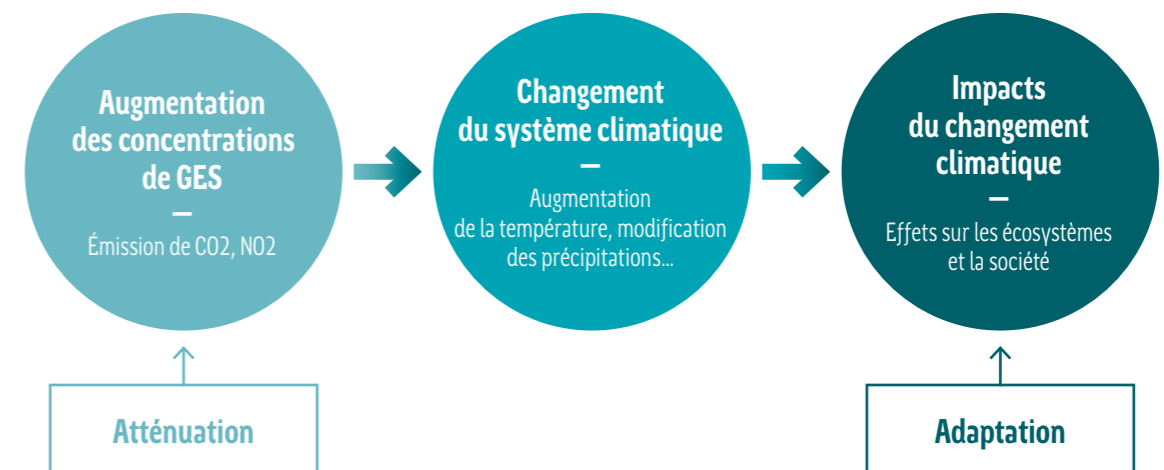 Augmentation
des concentrations
de GES
—
Émission de CO2, NO2
Changement
du système climatique
—
Augmentation
de la température, modification
des précipitations...
Impacts
du changement
climatique
—
Effets sur les écosystèmes
et la société
Atténuation
Adaptation